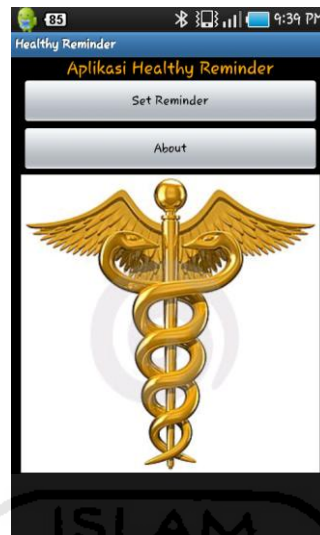 85 9:39 PM
Healthy Reminder
Aplikasi Healthy Reminder
Set Reminder
About
ISLAM